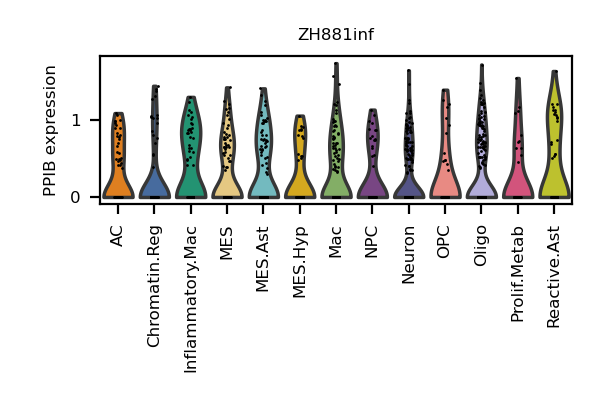 ZH881inf
PPIB expression
1
0
AC
Chromatin.Reg
Inflammatory.Mac
MES
MES.Ast
MES.Hyp
Mac
NPC
Neuron
OPC
Oligo
Prolif.Metab
Reactive.Ast